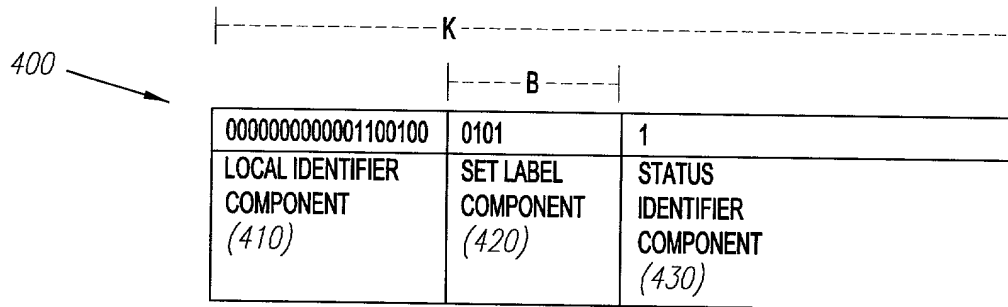 K
400
B
0000000000001100100 0101 1
LOCAL IDENTIFIER SET LABEL STATUS
COMPONENT COMPONENT IDENTIFIER
(410) (420) COMPONENT
(430)